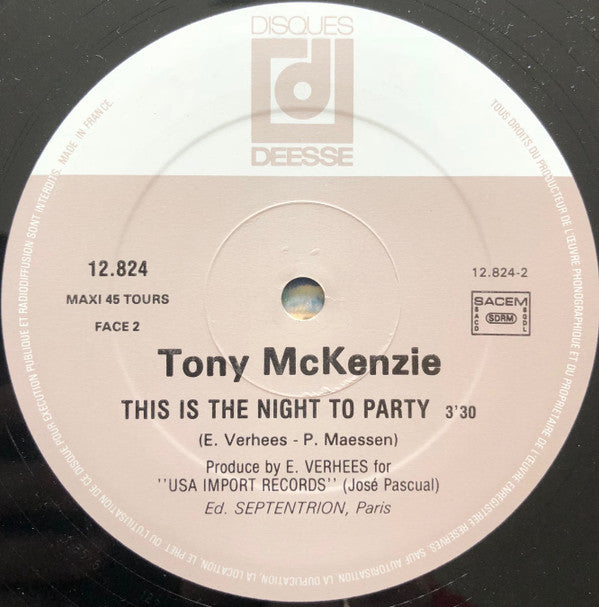 DISQUES
DEESSE
12.824
MAXI 45 TOURS
FACE 2
12.824-2
SACEM
SACD
SDRM
SGDL
Tony McKenzie
THIS IS THE NIGHT TO PARTY 3'30
(E. Verhees - P. Maessen)
Produce by E. VERHEES for
''USA IMPORT RECORDS'' (José Pascual)
Ed. SEPTENTRION, Paris
TOUS DROITS DU PRODUCTEUR DE L'ŒUVRE PHONOGRAPHIQUE ET DU PROPRIETAIRE DE L'ŒUVRE ENREGISTREE RESERVES. SAUF AUTORISATION, LA DUPLICATION, LA LOCATION, LE PRET OU L'UTILISATION DE CE DISQUE POUR EXECUTION PUBLIQUE ET RADIODIFFUSION SONT INTERDITS. MADE IN FRANCE.